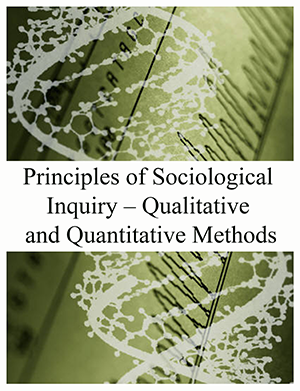 Principles of Sociological
Inquiry – Qualitative
and Quantitative Methods